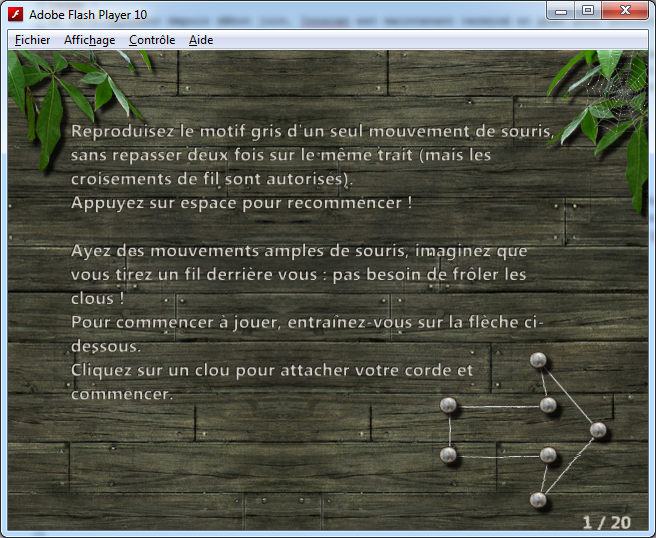 Adobe Flash Player 10
Fichier Affichage Contrôle Aide
Reproduisez le motif gris d'un seul mouvement de souris,
sans repasser deux fois sur le même trait (mais les
croisements de fil sont autorisés).
Appuyez sur espace pour recommencer !
Ayez des mouvements amples de souris, imaginez que
vous tirez un fil derrière vous : pas besoin de frôler les
clous !
Pour commencer à jouer, entraînez-vous sur la flèche ci-
dessous.
Cliquez sur un clou pour attacher votre corde et
commencer.
1 / 20